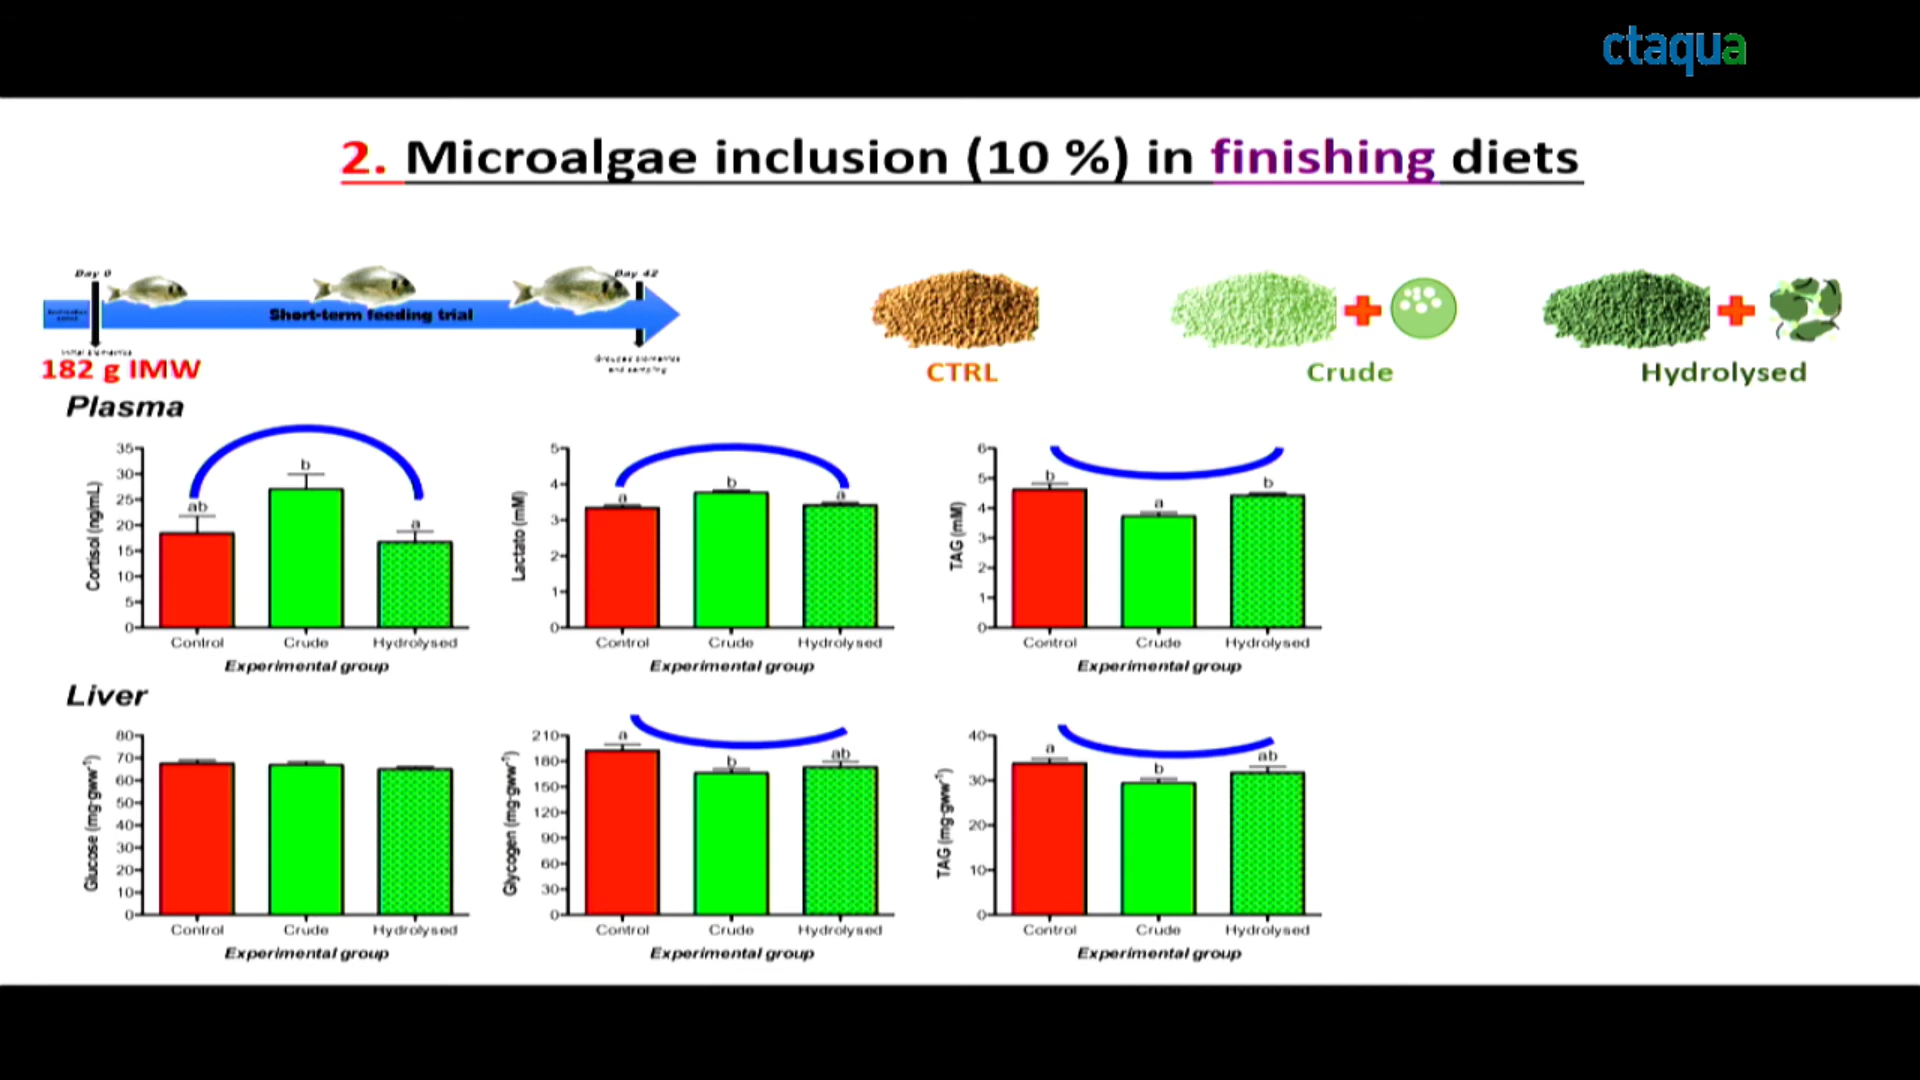 ctaqua
2. Microalgae inclusion (10 %) in finishing diets
Day 0
Day 42
Short-term feeding trial
Initial biometrics
182 g IMW
Grouped biometrics
and sampling
CTRL
Crude
Hydrolysed
Plasma
Cortisol (ng/mL)
35
30
25
20
15
10
5
0
ab
b
a
Control
Crude
Hydrolysed
Experimental group
Lactato (mM)
5
4
3
2
1
0
a
b
a
Control
Crude
Hydrolysed
Experimental group
TAG (mM)
6
5
4
3
2
1
0
b
a
b
Control
Crude
Hydrolysed
Experimental group
Liver
Glucose (mg·gww⁻¹)
80
70
60
50
40
30
20
10
0
Control
Crude
Hydrolysed
Experimental group
Glycogen (mg·gww⁻¹)
210
180
150
120
90
60
30
0
a
b
ab
Control
Crude
Hydrolysed
Experimental group
TAG (mg·gww⁻¹)
40
30
20
10
0
a
b
ab
Control
Crude
Hydrolysed
Experimental group